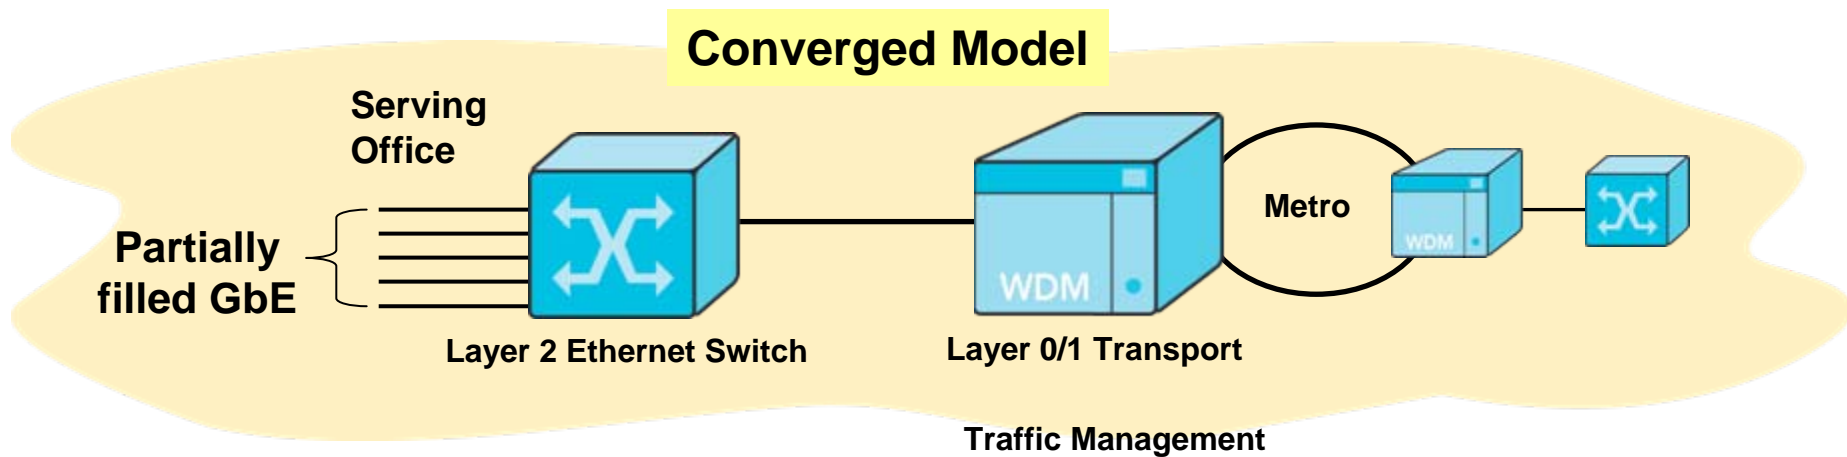 Converged Model
Serving
Office
Partially
filled GbE
Metro
WDM
WDM
Layer 2 Ethernet Switch
Layer 0/1 Transport
Traffic Management